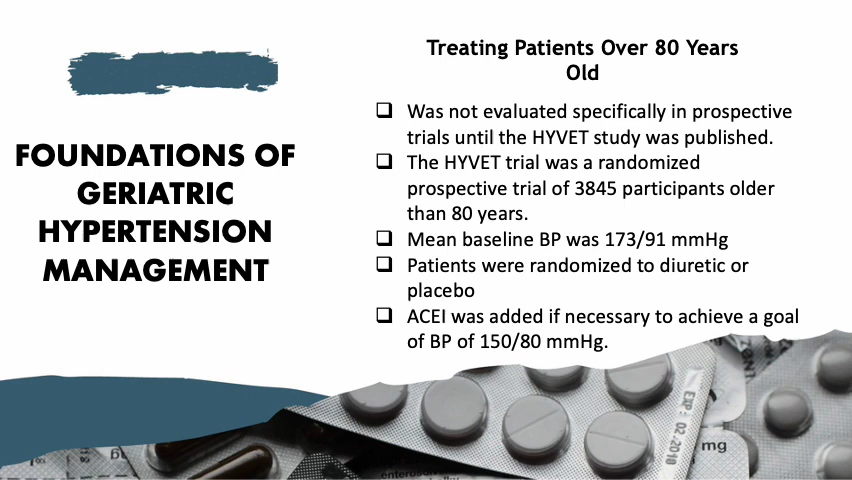 Treating Patients Over 80 Years
Old
FOUNDATIONS OF
GERIATRIC
HYPERTENSION
MANAGEMENT
Was not evaluated specifically in prospective
trials until the HYVET study was published.
The HYVET trial was a randomized
prospective trial of 3845 participants older
than 80 years.
Mean baseline BP was 173/91 mmHg
Patients were randomized to diuretic or
placebo
ACEI was added if necessary to achieve a goal
of BP of 150/80 mmHg.
EXP: 02.2018
mg